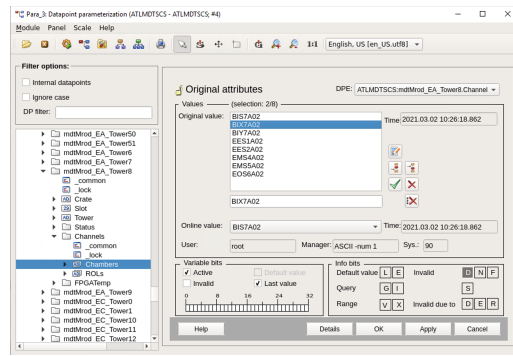 Para_3: Datapoint parameterization (ATLMDTSCS - ATLMDTSCS; #4)
Module Panel Scale Help
1:1 English, US [en_US.utf8]
Filter options:
Internal datapoints
Ignore case
DP filter:
mdtMrod_EA_Tower50
mdtMrod_EA_Tower51
mdtMrod_EA_Tower6
mdtMrod_EA_Tower7
mdtMrod_EA_Tower8
_common
_lock
Crate
Slot
Tower
Status
Channels
_common
_lock
Chambers
ROLs
FPGATemp
mdtMrod_EA_Tower9
mdtMrod_EC_Tower0
mdtMrod_EC_Tower1
mdtMrod_EC_Tower10
mdtMrod_EC_Tower11
mdtMrod_EC_Tower12
Original attributes
DPE: ATLMDTSCS:mdtMrod_EA_Tower8.Channel
Values (selection: 2/8)
Original value:
BIS7A02
BIX7A02
BIY7A02
EES1A02
EES2A02
EMS4A02
EMS5A02
EOS6A02
Time: 2021.03.02 10:26:18.862
BIX7A02
Online value: BIS7A02 Time: 2021.03.02 10:26:18.862
User: root Manager: ASCII -num 1 Sys.: 90
Variable bits
Active Default value
Invalid Last value
0 8 16 24 32
Info bits
Default value L E Invalid D N F
Query G I S
Range V X Invalid due to D E R
Help Details OK Apply Cancel